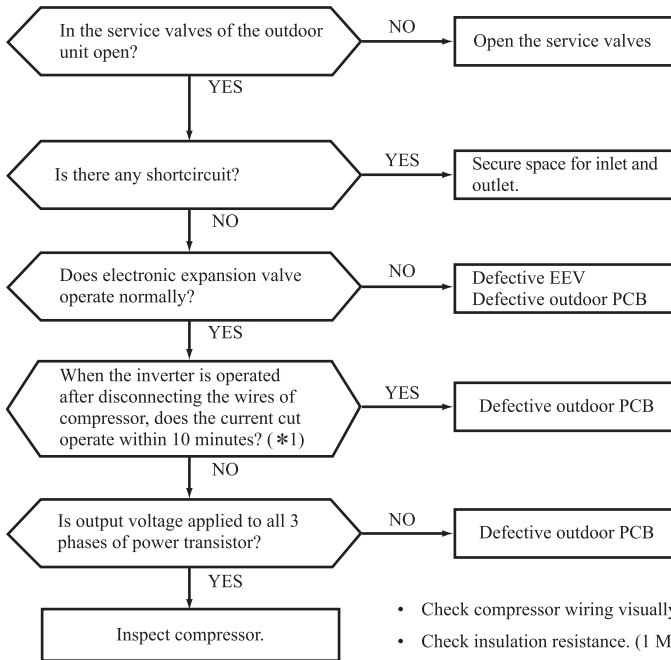 In the service valves of the outdoor
unit open?
NO
Open the service valves
YES
Is there any shortcircuit?
YES
Secure space for inlet and
outlet.
NO
Does electronic expansion valve
operate normally?
NO
Defective EEV
Defective outdoor PCB
YES
When the inverter is operated
after disconnecting the wires of
compressor, does the current cut
operate within 10 minutes? (∗1)
YES
Defective outdoor PCB
NO
Is output voltage applied to all 3
phases of power transistor?
NO
Defective outdoor PCB
YES
Inspect compressor.
• Check compressor wiring visually
• Check insulation resistance. (1 M